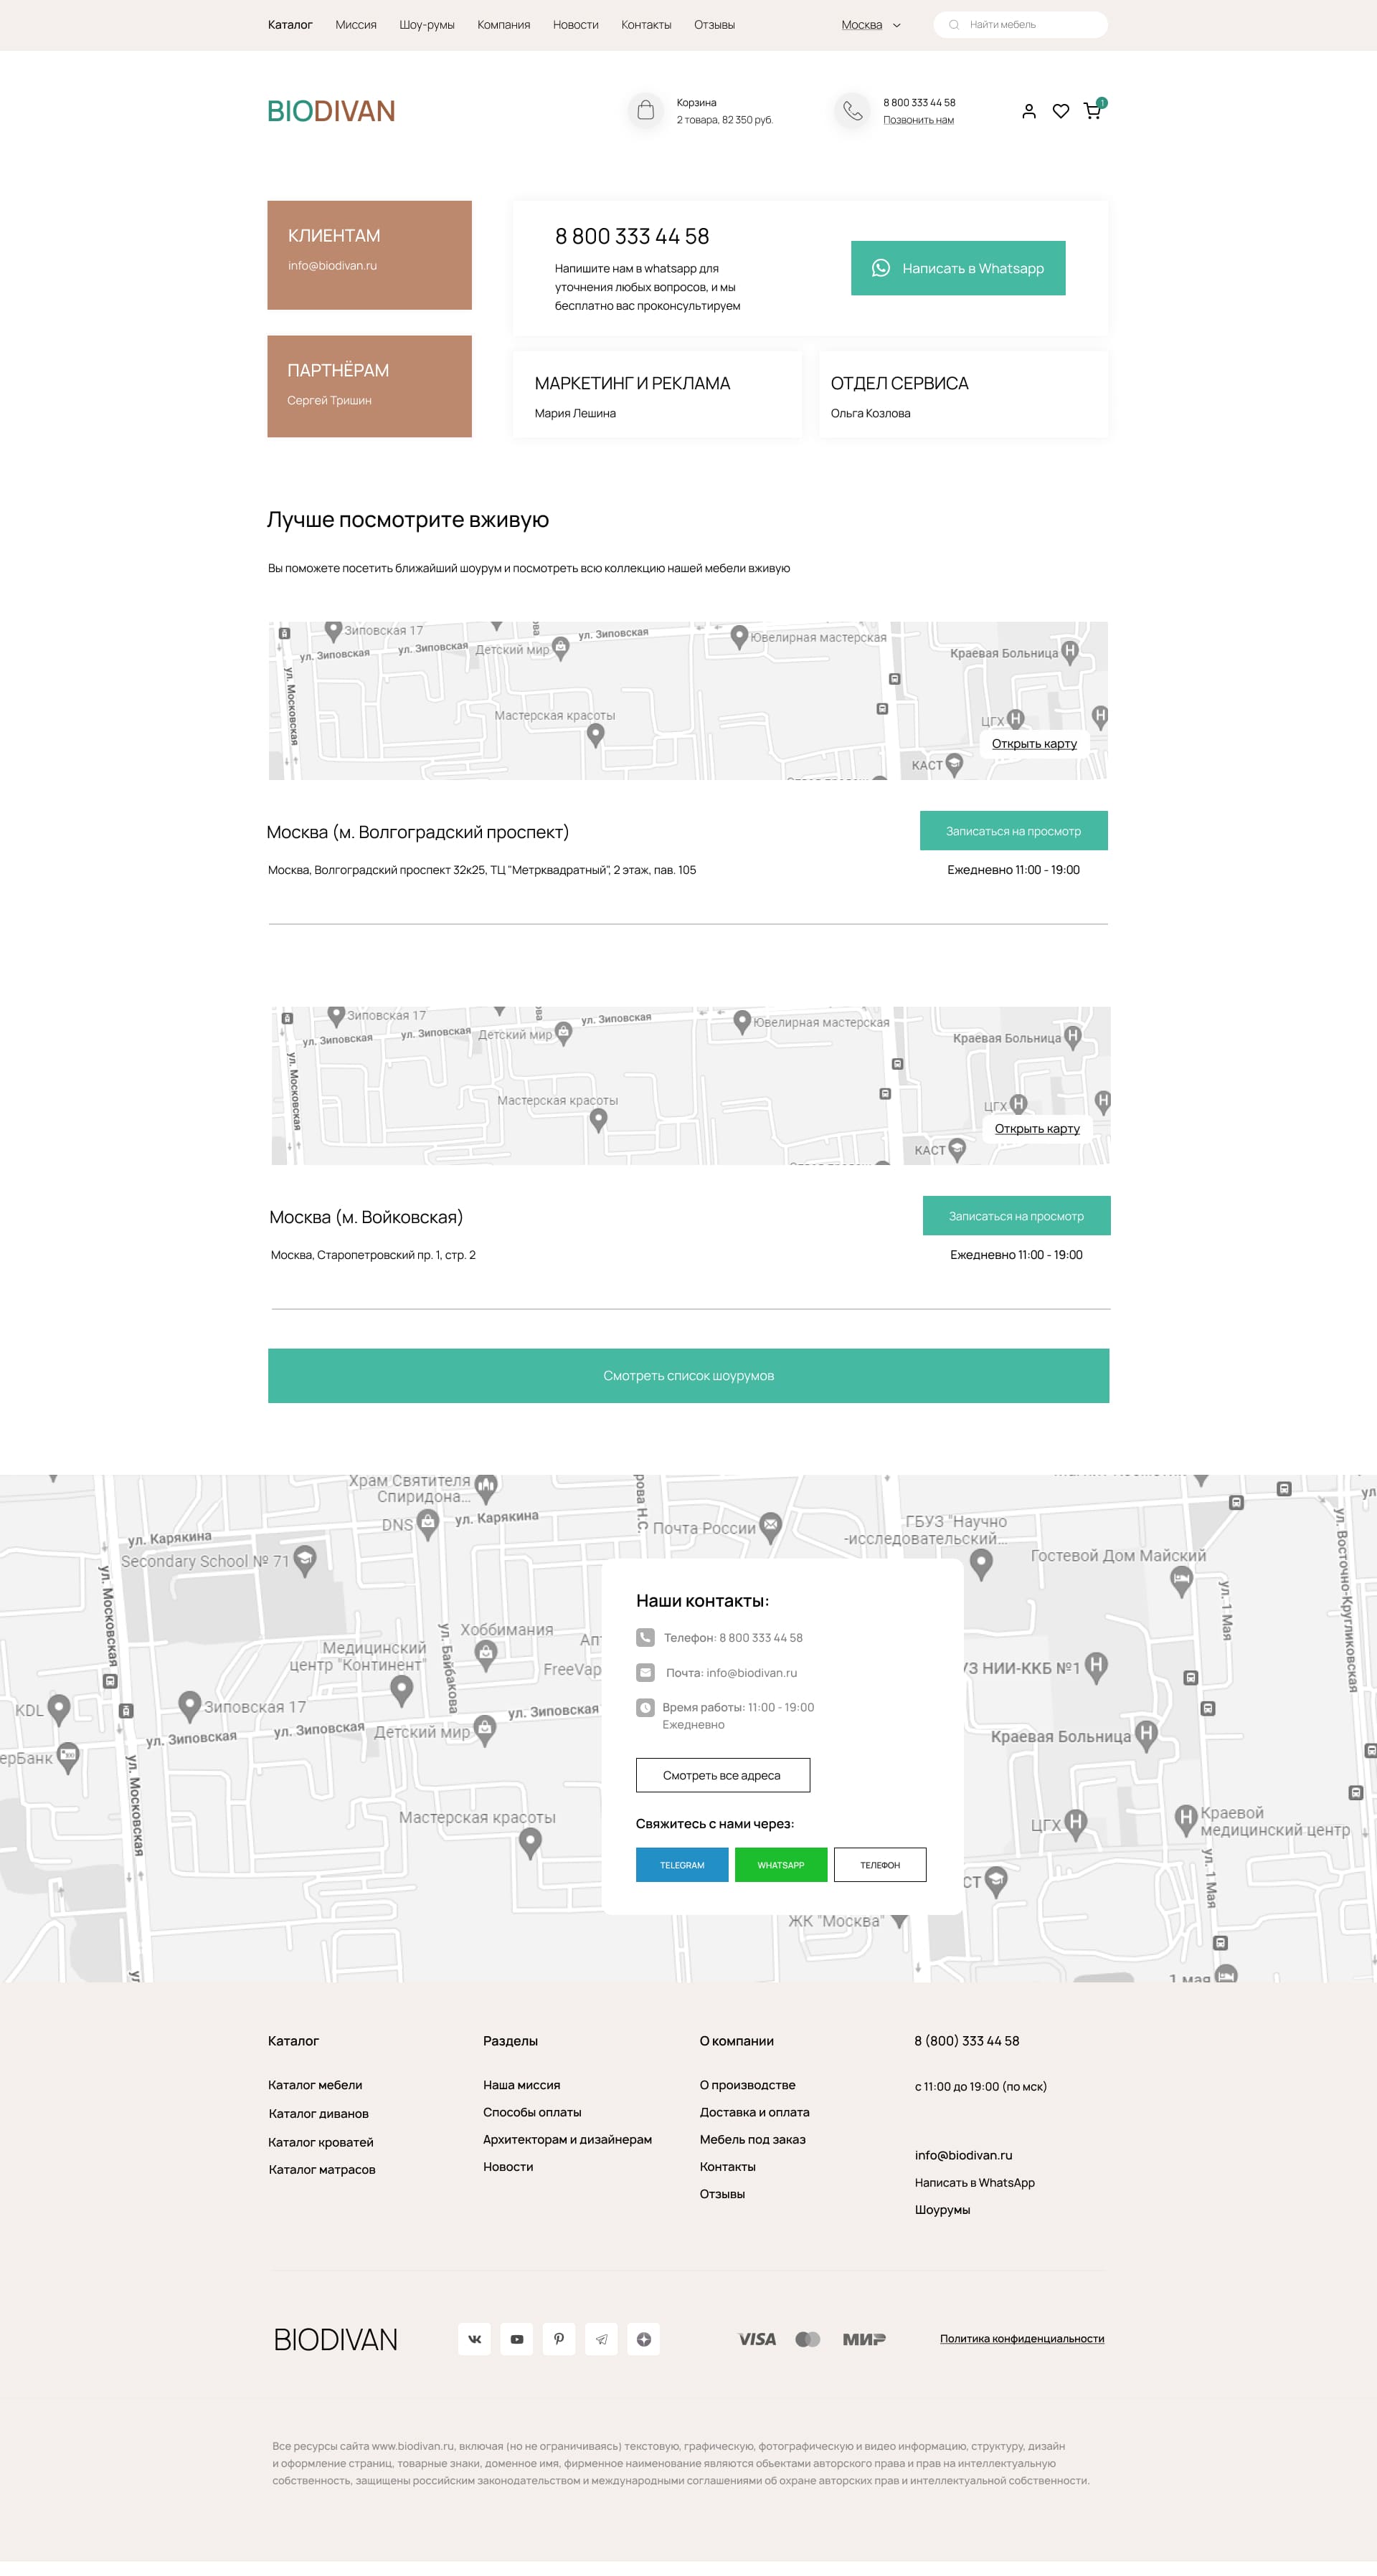 Каталог Миссия Шоу-румы Компания Новости Контакты Отзывы Москва Найти мебель
BIODIVAN
Корзина
2 товара, 82 350 руб.
8 800 333 44 58
Позвонить нам
1
КЛИЕНТАМ
info@biodivan.ru
8 800 333 44 58
Напишите нам в whatsapp для
уточнения любых вопросов, и мы
бесплатно вас проконсультируем
Написать в Whatsapp
ПАРТНЁРАМ
Сергей Тришин
МАРКЕТИНГ И РЕКЛАМА
Мария Лешина
ОТДЕЛ СЕРВИСА
Ольга Козлова
Лучше посмотрите вживую
Вы поможете посетить ближайший шоурум и посмотреть всю коллекцию нашей мебели вживую
Зиповская 17
ул. Зиповская
ул. Зиповская
Детский мир
ул. Зиповская
Ювелирная мастерская
Краевая Больница
ул. Московская
Мастерская красоты
ЦГХ
Открыть карту
КАСТ
Москва (м. Волгоградский проспект)
Записаться на просмотр
Москва, Волгоградский проспект 32к25, ТЦ "Метрквадратный", 2 этаж, пав. 105
Ежедневно 11:00 - 19:00
Зиповская 17
ул. Зиповская
ул. Зиповская
Детский мир
ул. Зиповская
Ювелирная мастерская
Краевая Больница
ул. Московская
Мастерская красоты
ЦГХ
Открыть карту
КАСТ
Москва (м. Войковская)
Записаться на просмотр
Москва, Старопетровский пр. 1, стр. 2
Ежедневно 11:00 - 19:00
Смотреть список шоурумов
Храм Святителя
Спиридона...
DNS
ул. Карякина
ул. Карякина
Secondary School № 71
рова Н.С.
Почта России
ГБУЗ "Научно
-исследовательский...
Гостевой Дом Майский
ул. Восточно-Кругликовская
ул. 1 Мая
ул. Московская
Хоббимания
ул. Байбакова
Медицинский
центр "Континент"
Апт
FreeVap
KDL
Зиповская 17
ул. Зиповская
ул. Зиповская
ул. Зиповская
Детский мир
ерБанк
ул. Московская
Мастерская красоты
УЗ НИИ-ККБ №1
Краевая Больница
ЦГХ
Краевой
медицинский центр
ул. 1 Мая
СТ
ЖК "Москва"
1 мая
Наши контакты:
Телефон: 8 800 333 44 58
Почта: info@biodivan.ru
Время работы: 11:00 - 19:00
Ежедневно
Смотреть все адреса
Свяжитесь с нами через:
TELEGRAM WHATSAPP ТЕЛЕФОН
Каталог
Каталог мебели
Каталог диванов
Каталог кроватей
Каталог матрасов
Разделы
Наша миссия
Способы оплаты
Архитекторам и дизайнерам
Новости
О компании
О производстве
Доставка и оплата
Мебель под заказ
Контакты
Отзывы
8 (800) 333 44 58
с 11:00 до 19:00 (по мск)
info@biodivan.ru
Написать в WhatsApp
Шоурумы
BIODIVAN
VISA
МИР
Политика конфиденциальности
Все ресурсы сайта www.biodivan.ru, включая (но не ограничиваясь) текстовую, графическую, фотографическую и видео информацию, структуру, дизайн
и оформление страниц, товарные знаки, доменное имя, фирменное наименование являются объектами авторского права и прав на интеллектуальную
собственность, защищены российским законодательством и международными соглашениями об охране авторских прав и интеллектуальной собственности.